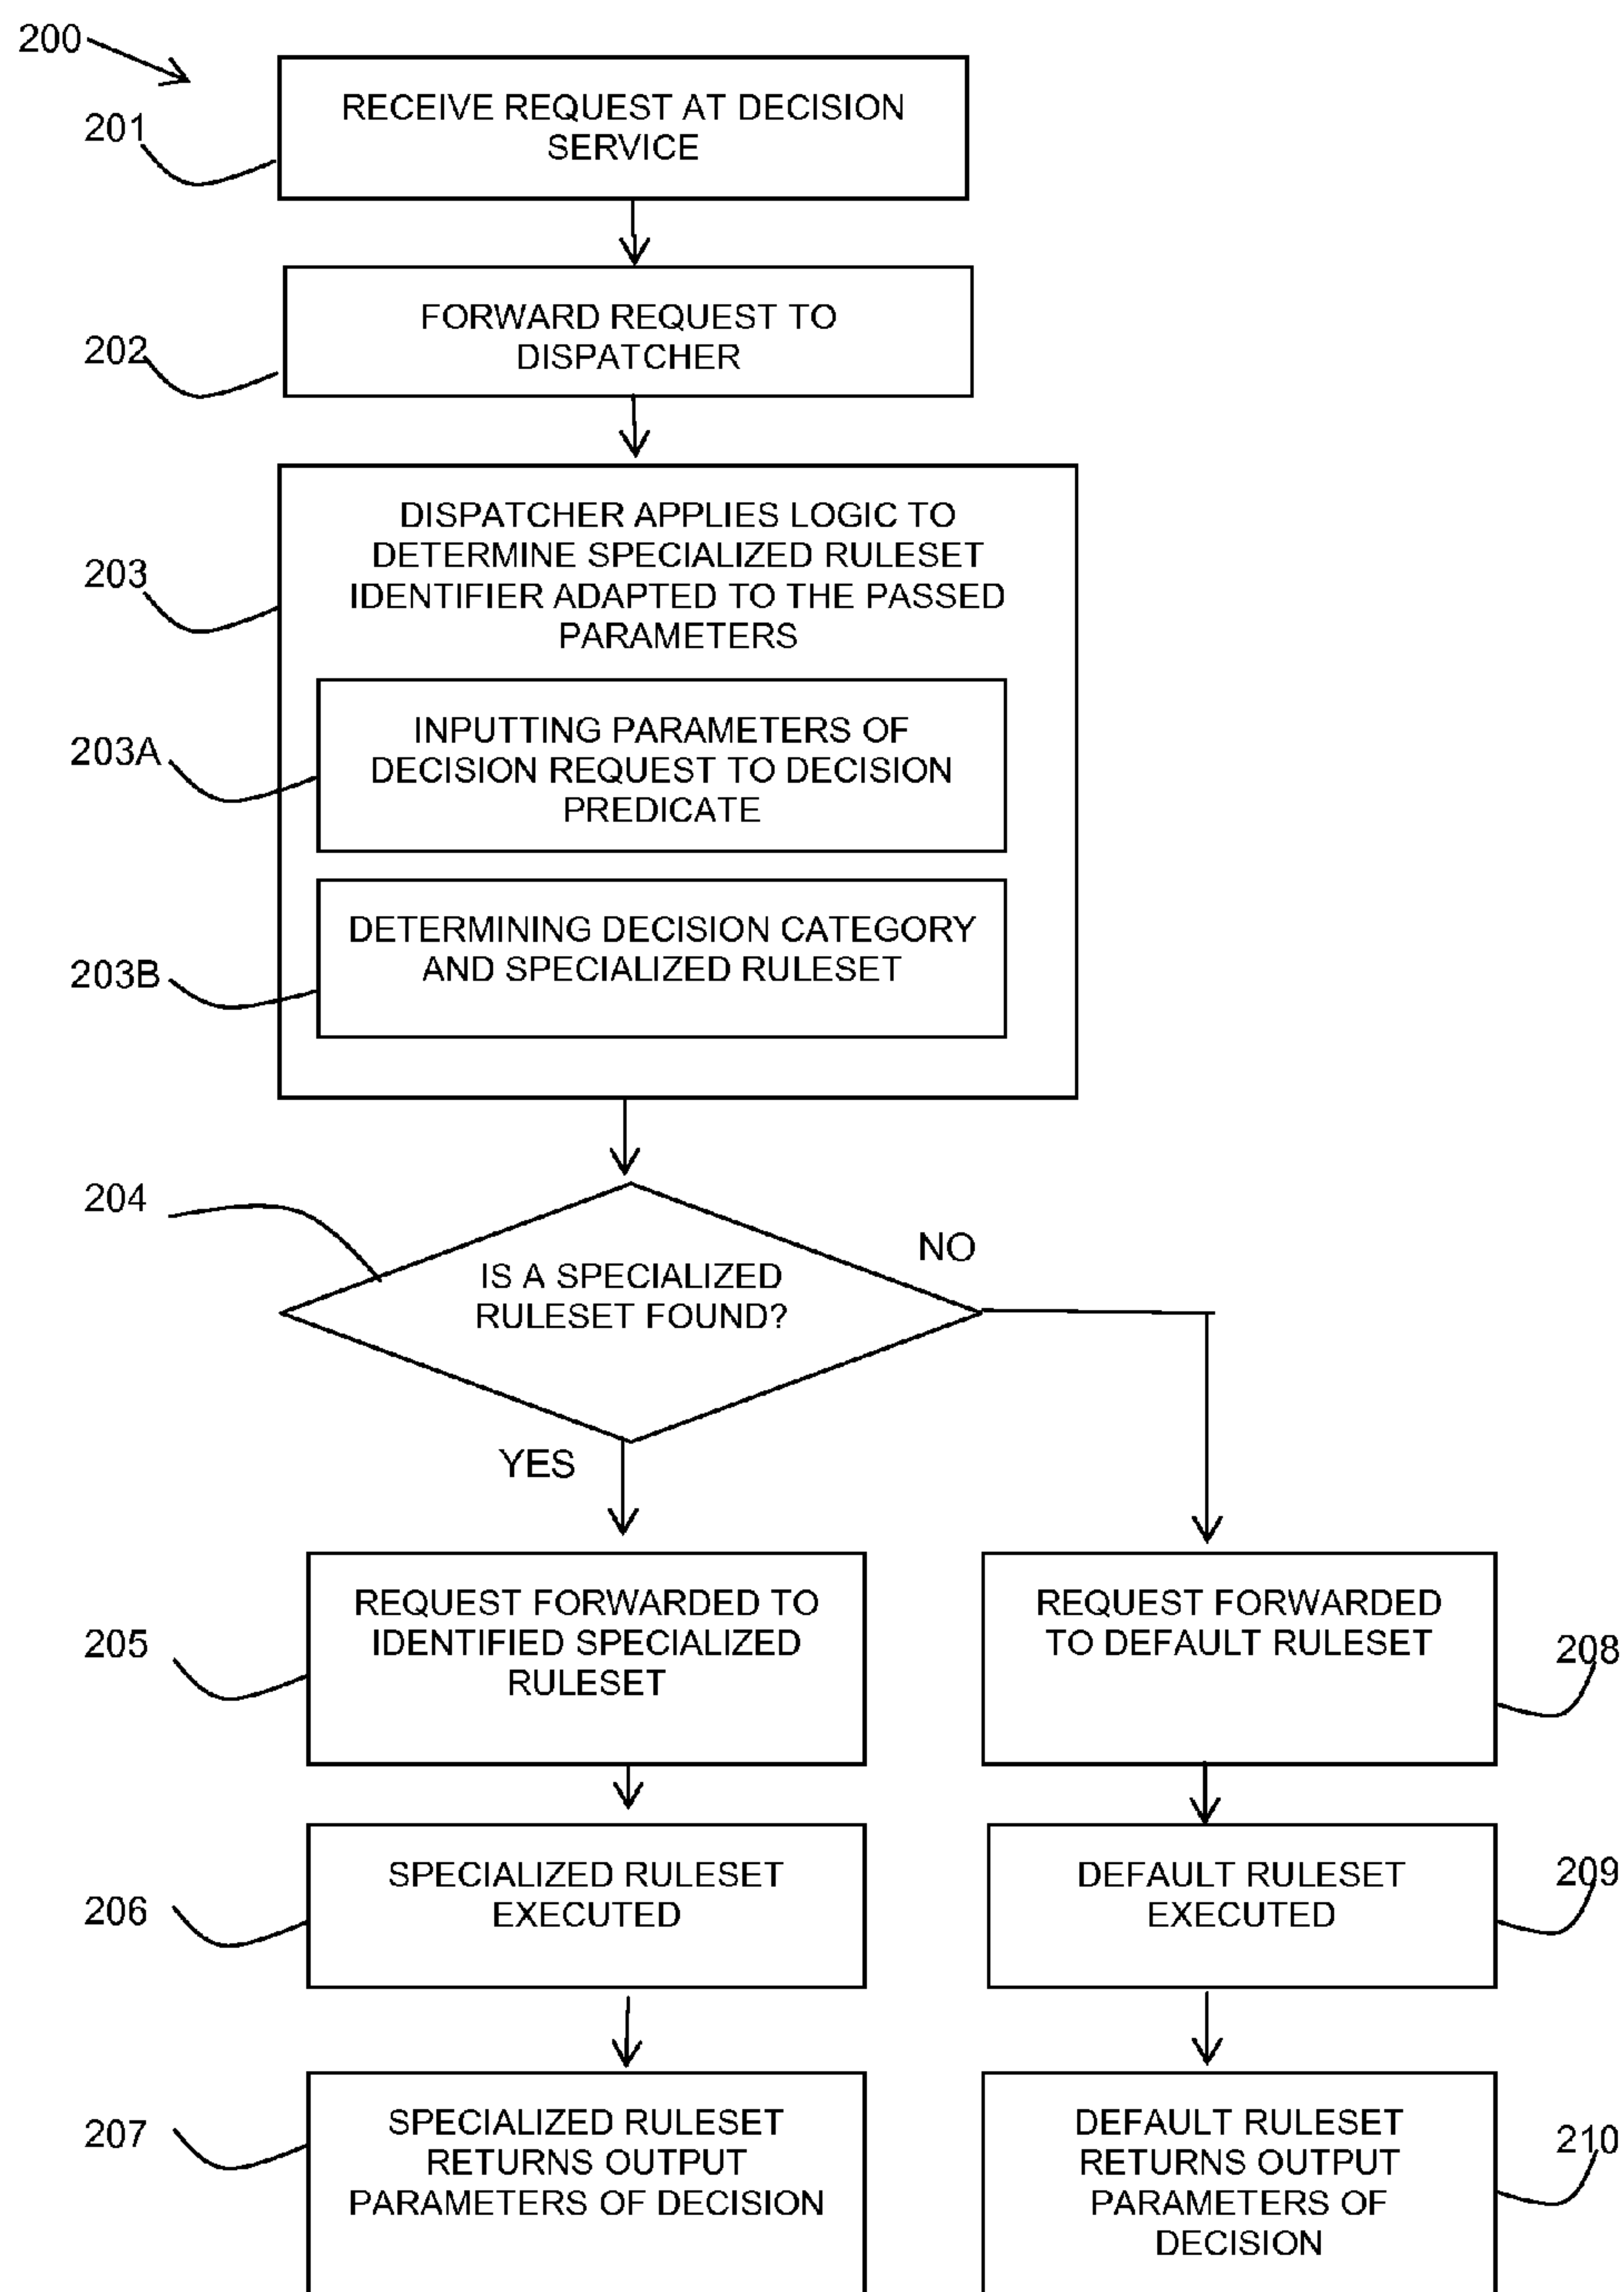 200
201
RECEIVE REQUEST AT DECISION
SERVICE
202
FORWARD REQUEST TO
DISPATCHER
203
DISPATCHER APPLIES LOGIC TO
DETERMINE SPECIALIZED RULESET
IDENTIFIER ADAPTED TO THE PASSED
PARAMETERS
203A
INPUTTING PARAMETERS OF
DECISION REQUEST TO DECISION
PREDICATE
203B
DETERMINING DECISION CATEGORY
AND SPECIALIZED RULESET
204
IS A SPECIALIZED
RULESET FOUND?
NO
YES
205
REQUEST FORWARDED TO
IDENTIFIED SPECIALIZED
RULESET
REQUEST FORWARDED
TO DEFAULT RULESET
208
206
SPECIALIZED RULESET
EXECUTED
DEFAULT RULESET
EXECUTED
209
207
SPECIALIZED RULESET
RETURNS OUTPUT
PARAMETERS OF DECISION
DEFAULT RULESET
RETURNS OUTPUT
PARAMETERS OF
DECISION
210